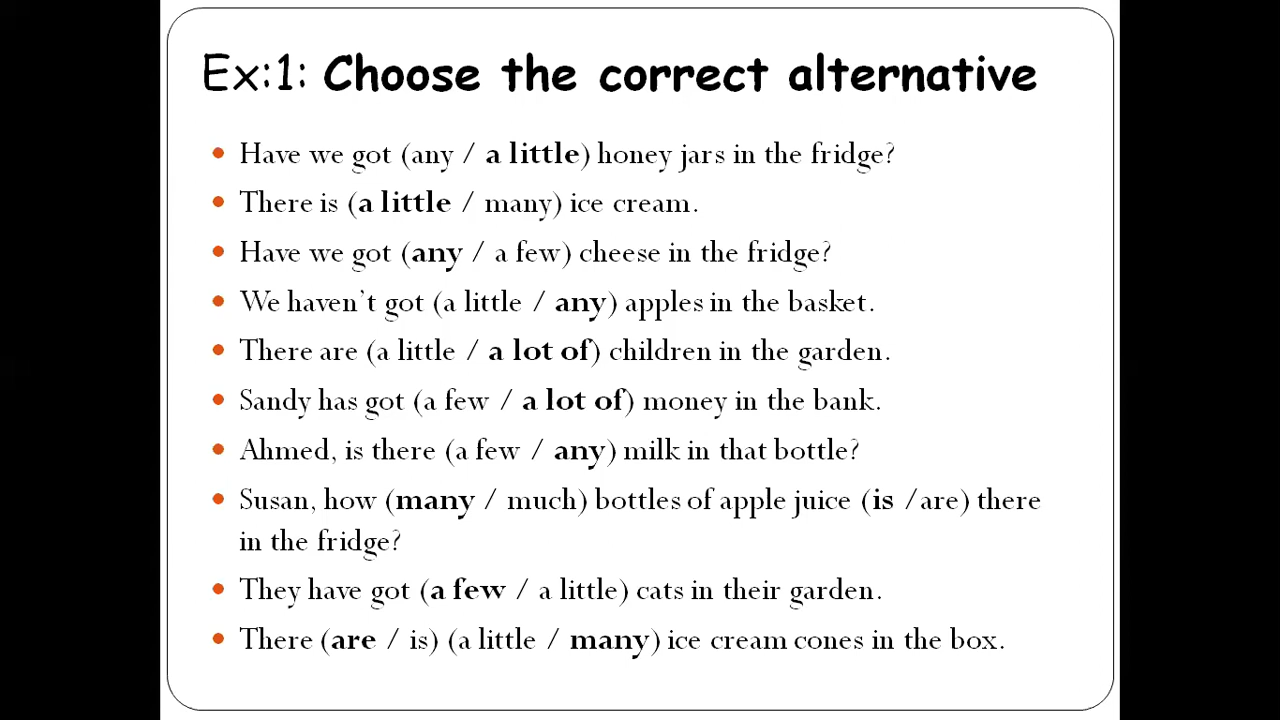 Ex:1: Choose the correct alternative
• Have we got (any / a little) honey jars in the fridge?
• There is (a little / many) ice cream.
• Have we got (any / a few) cheese in the fridge?
• We haven't got (a little / any) apples in the basket.
• There are (a little / a lot of) children in the garden.
• Sandy has got (a few / a lot of) money in the bank.
• Ahmed, is there (a few / any) milk in that bottle?
• Susan, how (many / much) bottles of apple juice (is /are) there
in the fridge?
• They have got (a few / a little) cats in their garden.
• There (are / is) (a little / many) ice cream cones in the box.